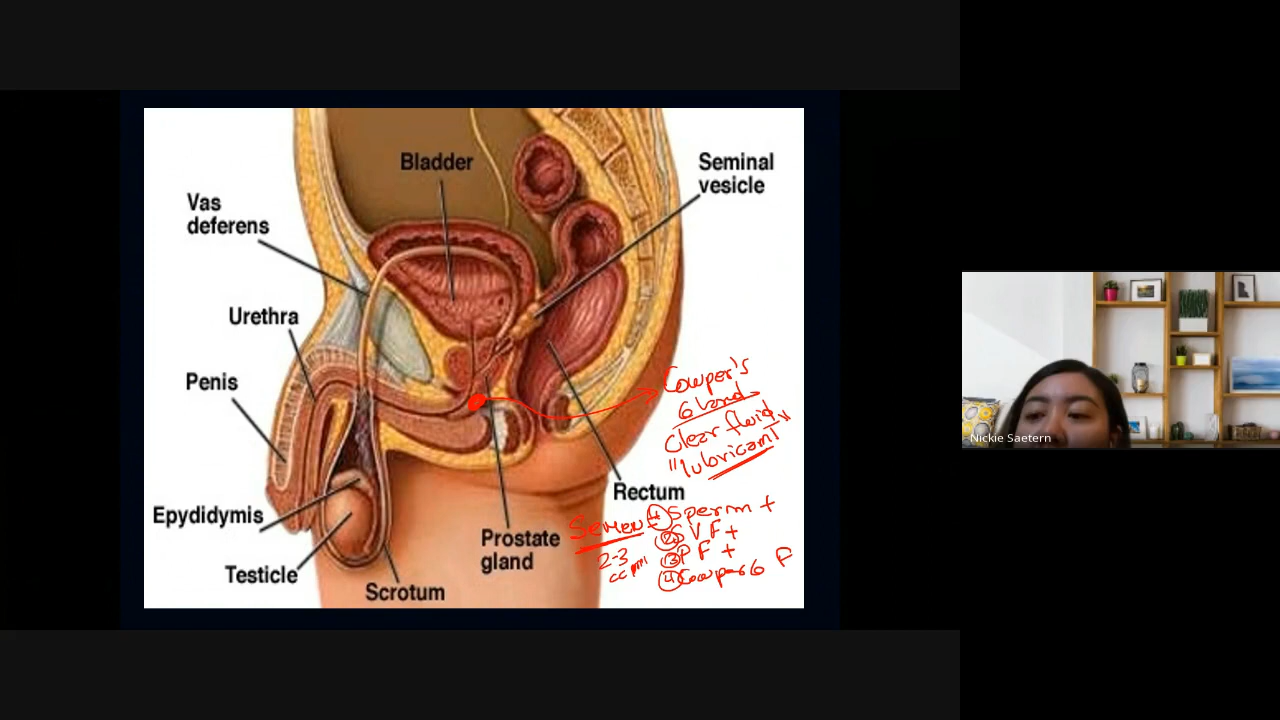 Bladder
Seminal
vesicle
Vas
deferens
Urethra
Penis
Cowper's
Gland
Clear fluid
"lubricant"
Rectum
Epydidymis
Semen
① Sperm +
② SVF +
2-3
cc
③ PF +
④ Cowper G F
Prostate
gland
Testicle
Scrotum
Nickie Saetern